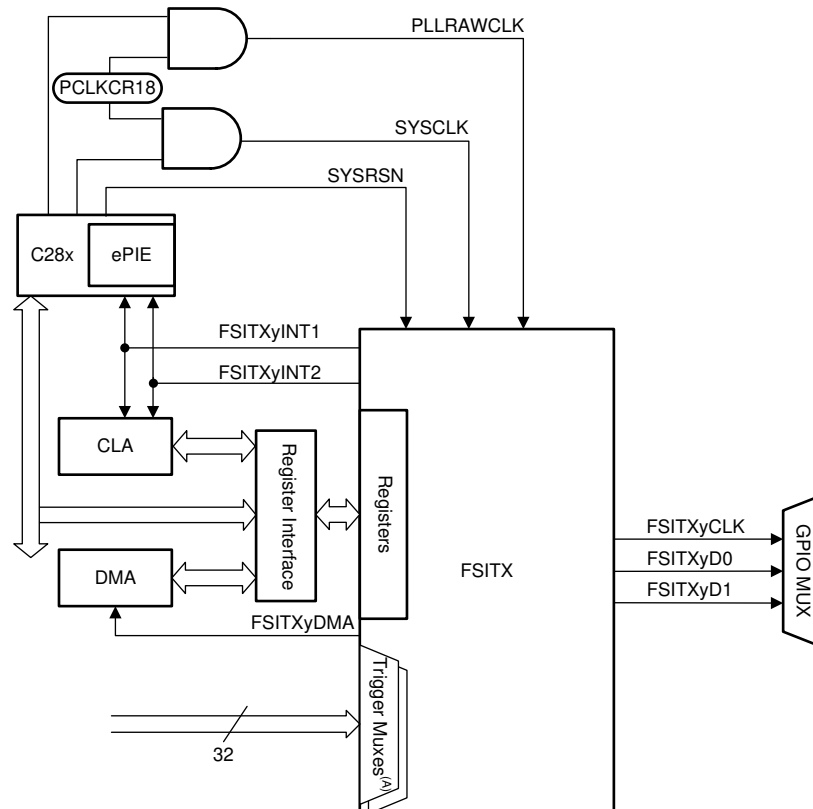 PLLRAWCLK
PCLKCR18
SYSCLK
SYSRSN
C28x
ePIE
FSITXyINT1
FSITXyINT2
CLA
Register Interface
Registers
FSITX
FSITXyCLK
FSITXyD0
FSITXyD1
GPIO MUX
DMA
FSITXyDMA
Trigger Muxes(A)
32